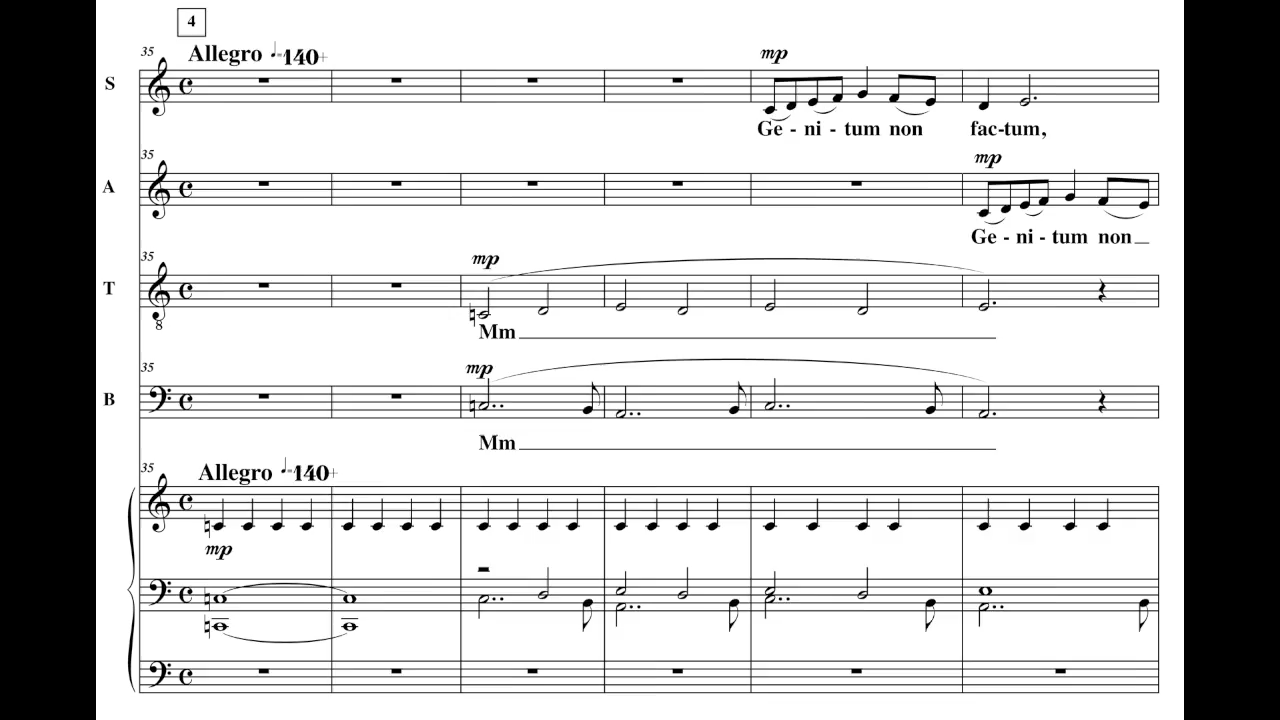 4
35
Allegro ♩=140+
S
mp
Ge - ni - tum non fac-tum,
35
A
mp
Ge - ni - tum non
35
T
mp
Mm
8
35
B
mp
Mm
35
Allegro ♩=140+
mp